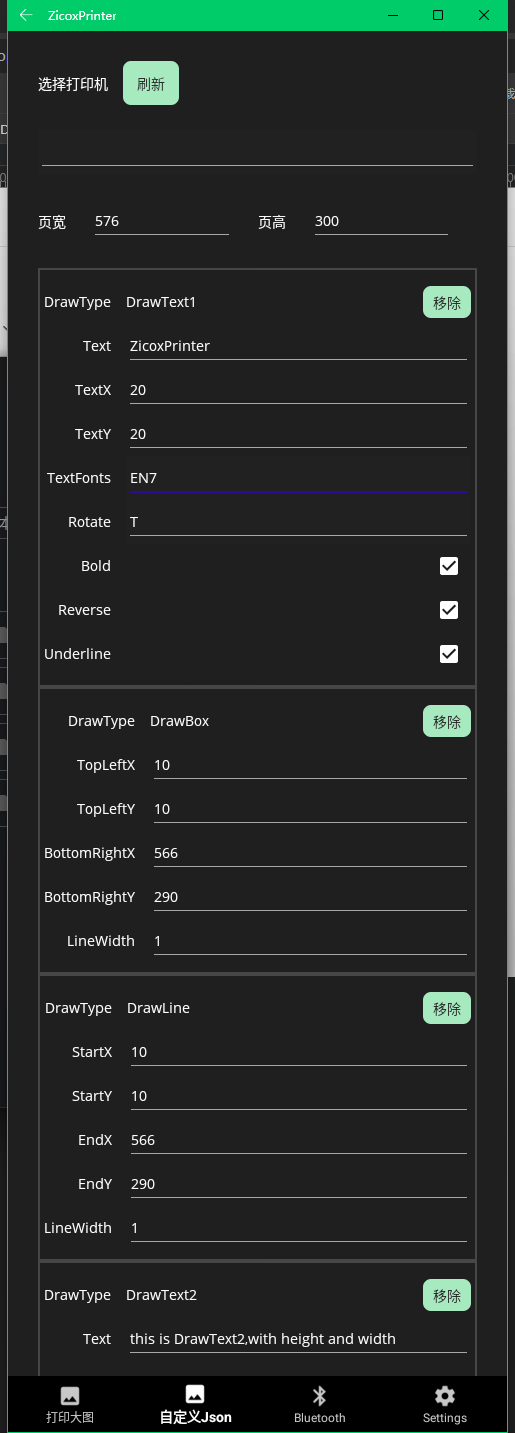 ZicoxPrinter
选择打印机 刷新
页宽 576 页高 300
DrawType DrawText1 移除
Text ZicoxPrinter
TextX 20
TextY 20
TextFonts EN7
Rotate T
Bold
Reverse
Underline
DrawType DrawBox 移除
TopLeftX 10
TopLeftY 10
BottomRightX 566
BottomRightY 290
LineWidth 1
DrawType DrawLine 移除
StartX 10
StartY 10
EndX 566
EndY 290
LineWidth 1
DrawType DrawText2 移除
Text this is DrawText2,with height and width
打印大图 自定义Json Bluetooth Settings